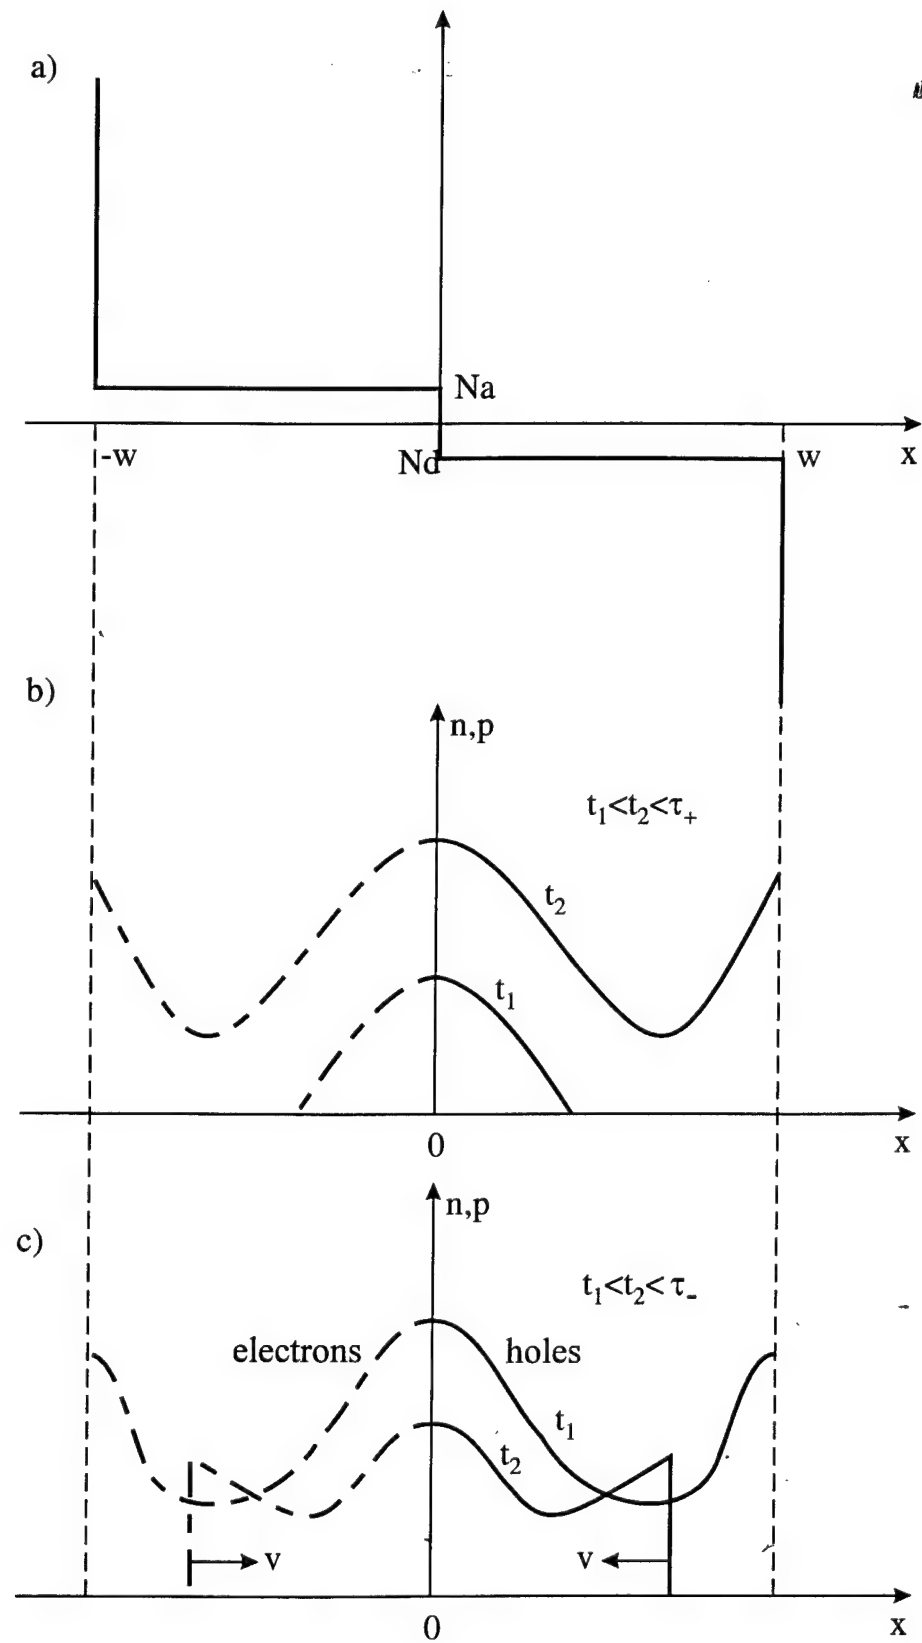 a)
Na
-w
Nd
w
x
b)
n,p
t₁<t₂<τ₊
t₂
t₁
0
x
c)
n,p
t₁<t₂<τ₋
electrons
holes
t₁
t₂
v
v
0
x